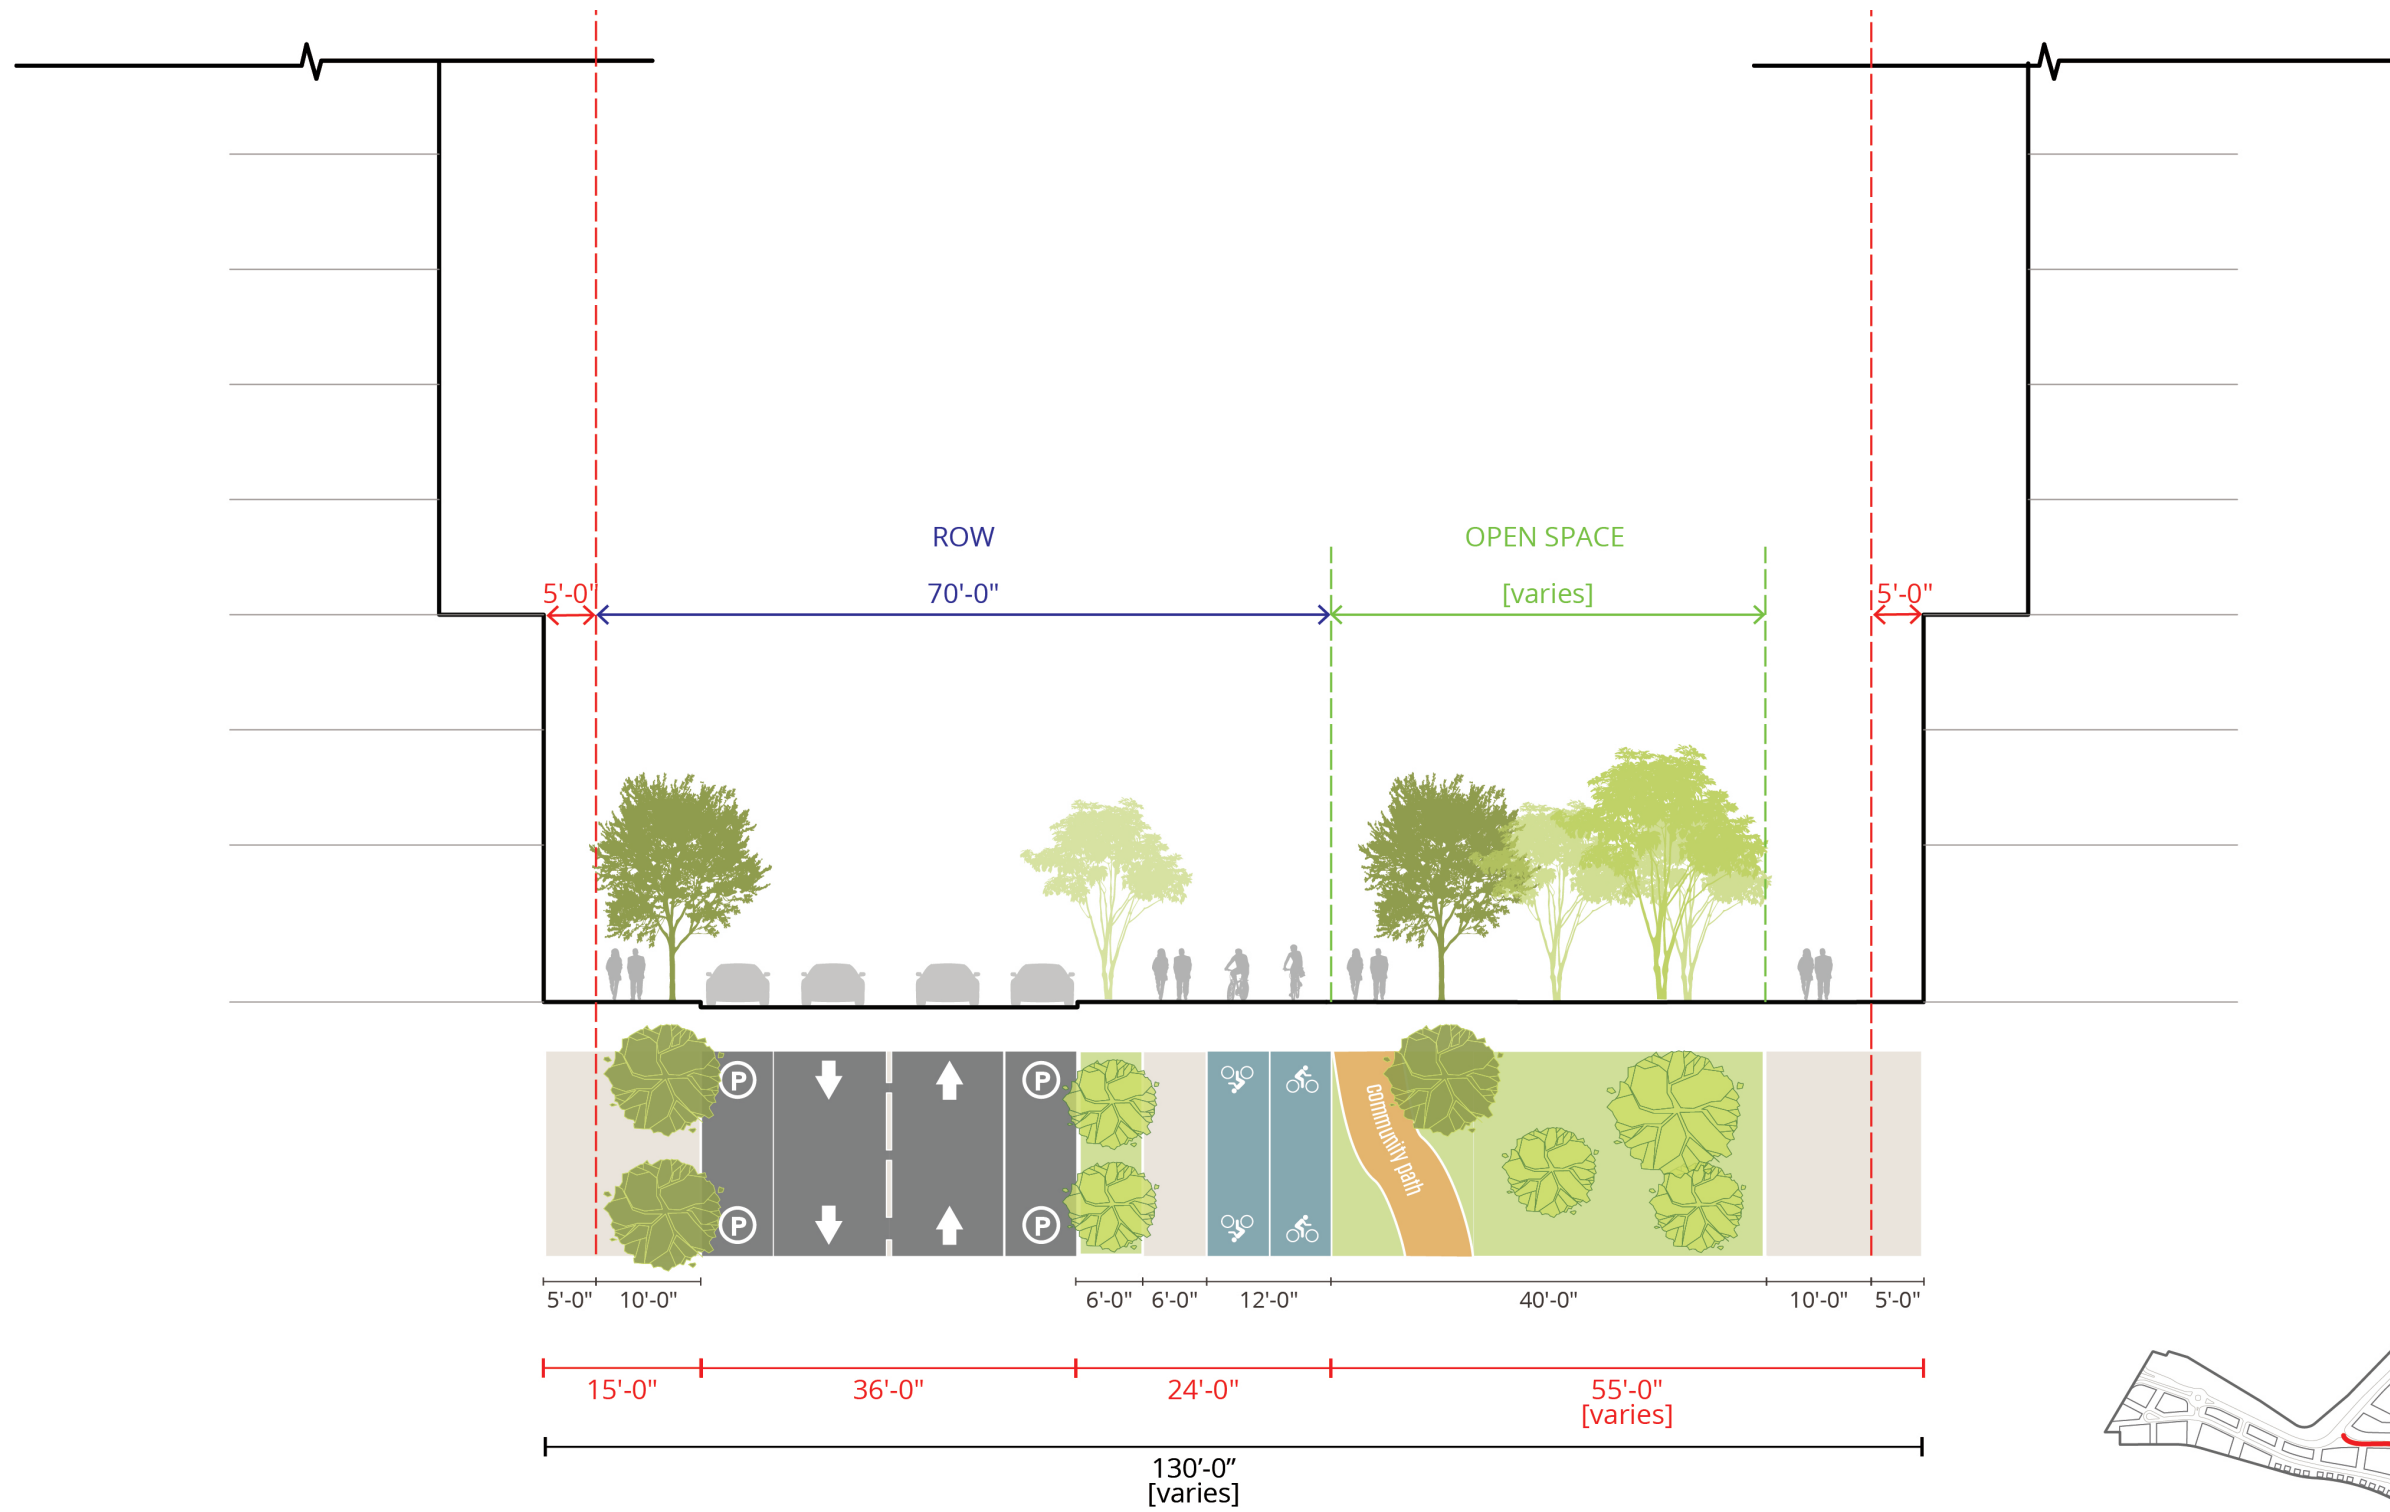 ROW
OPEN SPACE
5'-0"
70'-0"
[varies]
5'-0"
P
P
community path
P
P
5'-0"
10'-0"
6'-0"
6'-0"
12'-0"
40'-0"
10'-0"
5'-0"
15'-0"
36'-0"
24'-0"
55'-0"
[varies]
130’-0”
[varies]